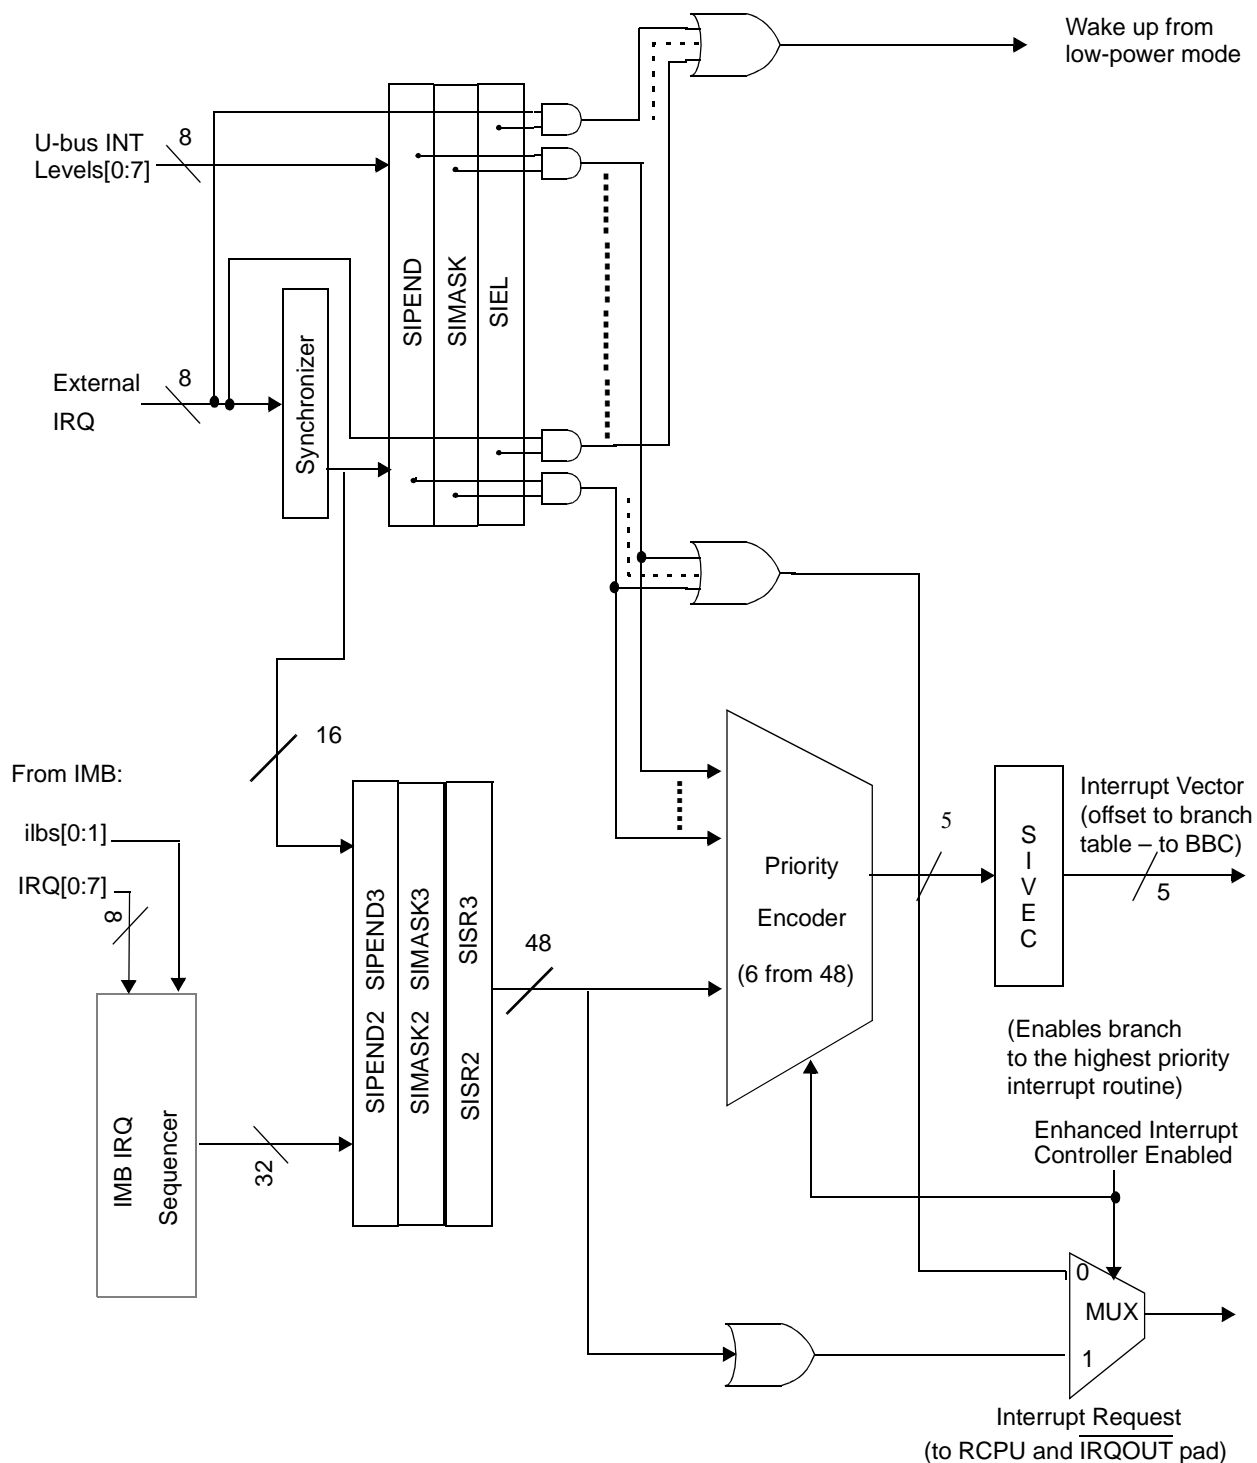 Wake up from
low-power mode
U-bus INT
Levels[0:7]
8
SIPEND
SIMASK
SIEL
External
IRQ
8
Synchronizer
16
From IMB:
ilbs[0:1]
IRQ[0:7]
8
IMB IRQ
Sequencer
32
SIPEND2 SIPEND3
SIMASK2 SIMASK3
SISR2 SISR3
48
Priority
Encoder
(6 from 48)
5
SIVEC
Interrupt Vector
(offset to branch
table – to BBC)
5
(Enables branch
to the highest priority
interrupt routine)
Enhanced Interrupt
Controller Enabled
0
MUX
1
Interrupt Request
(to RCPU and IRQOUT pad)